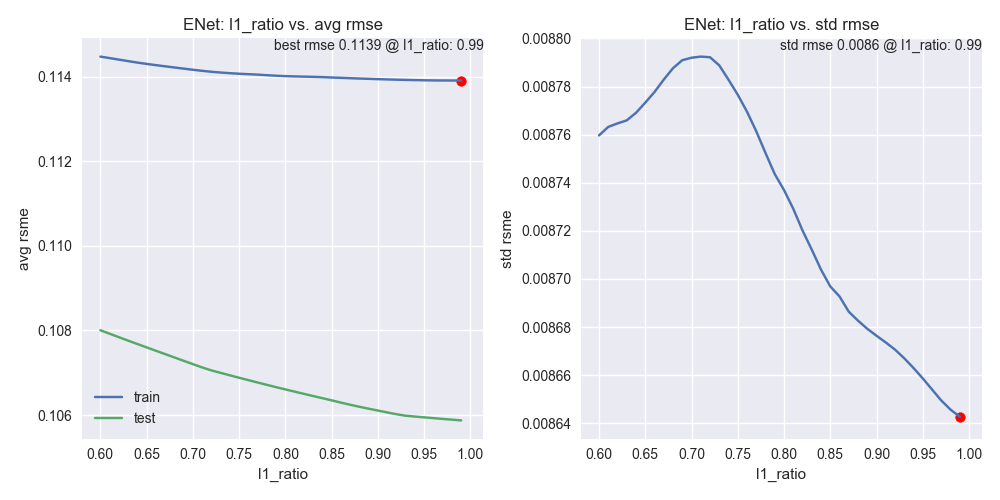 ENet: l1_ratio vs. avg rmse
best rmse 0.1139 @ l1_ratio: 0.99
avg rsme
0.114
0.112
0.110
0.108
0.106
train
test
0.60 0.65 0.70 0.75 0.80 0.85 0.90 0.95 1.00
l1_ratio
ENet: l1_ratio vs. std rmse
std rmse 0.0086 @ l1_ratio: 0.99
std rsme
0.00880
0.00878
0.00876
0.00874
0.00872
0.00870
0.00868
0.00866
0.00864
0.60 0.65 0.70 0.75 0.80 0.85 0.90 0.95 1.00
l1_ratio